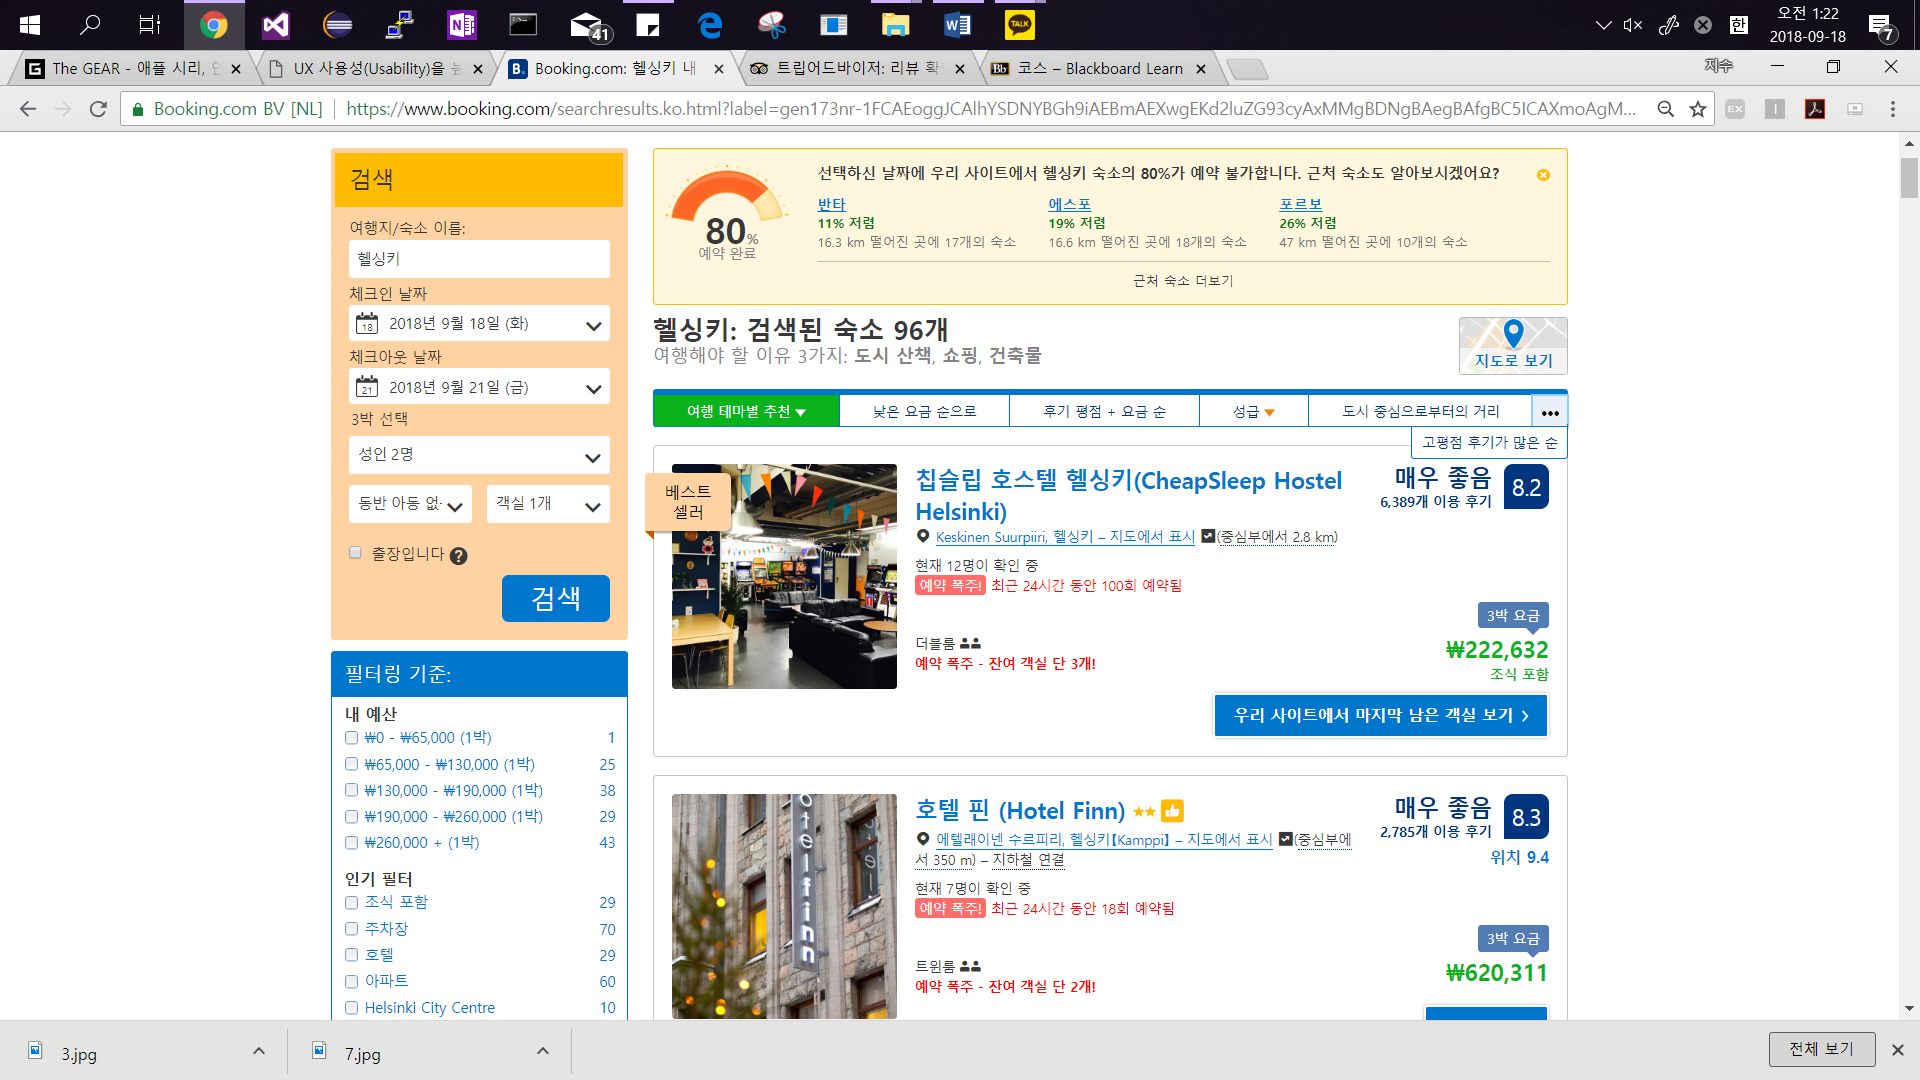 41
오전 1:22
2018-09-18
한
7
TALK
The GEAR - 애플 시리,
UX 사용성(Usability)을
Booking.com: 헬싱키 내
트립어드바이저: 리뷰
코스 – Blackboard Learn
지수
Booking.com BV [NL]
https://www.booking.com/searchresults.ko.html?label=gen173nr-1FCAEoggJCAlhYSDNYBGh9iAEBmAEXwgEKd2luZG93cyAxMMgBDNgBAegBAfgBC5ICAXmoAgM...
검색
여행지/숙소 이름:
헬싱키
체크인 날짜
18
2018년 9월 18일 (화)
체크아웃 날짜
21
2018년 9월 21일 (금)
3박 선택
성인 2명
동반 아동 없-
객실 1개
출장입니다 ?
검색
필터링 기준:
내 예산
₩0 - ₩65,000 (1박) 1
₩65,000 - ₩130,000 (1박) 25
₩130,000 - ₩190,000 (1박) 38
₩190,000 - ₩260,000 (1박) 29
₩260,000 + (1박) 43
인기 필터
조식 포함 29
주차장 70
호텔 29
아파트 60
Helsinki City Centre 10
80%
예약 완료
선택하신 날짜에 우리 사이트에서 헬싱키 숙소의 80%가 예약 불가합니다. 근처 숙소도 알아보시겠어요?
반타
11% 저렴
16.3 km 떨어진 곳에 17개의 숙소
에스포
19% 저렴
16.6 km 떨어진 곳에 18개의 숙소
포르보
26% 저렴
47 km 떨어진 곳에 10개의 숙소
근처 숙소 더보기
헬싱키: 검색된 숙소 96개
여행해야 할 이유 3가지: 도시 산책, 쇼핑, 건축물
지도로 보기
여행 테마별 추천
낮은 요금 순으로
후기 평점 + 요금 순
성급
도시 중심으로부터의 거리
•••
고평점 후기가 많은 순
베스트
셀러
칩슬립 호스텔 헬싱키(CheapSleep Hostel
Helsinki)
Keskinen Suurpiiri, 헬싱키 – 지도에서 표시 (중심부에서 2.8 km)
현재 12명이 확인 중
예약 폭주! 최근 24시간 동안 100회 예약됨
더블룸
예약 폭주 - 잔여 객실 단 3개!
매우 좋음
6,389개 이용 후기
8.2
3박 요금
₩222,632
조식 포함
우리 사이트에서 마지막 남은 객실 보기
hotelfinn
호텔 핀 (Hotel Finn)
에텔래이넨 수르피리, 헬싱키【Kamppi】 – 지도에서 표시 (중심부에
서 350 m) – 지하철 연결
현재 7명이 확인 중
예약 폭주! 최근 24시간 동안 18회 예약됨
트윈룸
예약 폭주 - 잔여 객실 단 2개!
매우 좋음
2,785개 이용 후기
8.3
위치 9.4
3박 요금
₩620,311
3.jpg
7.jpg
전체 보기